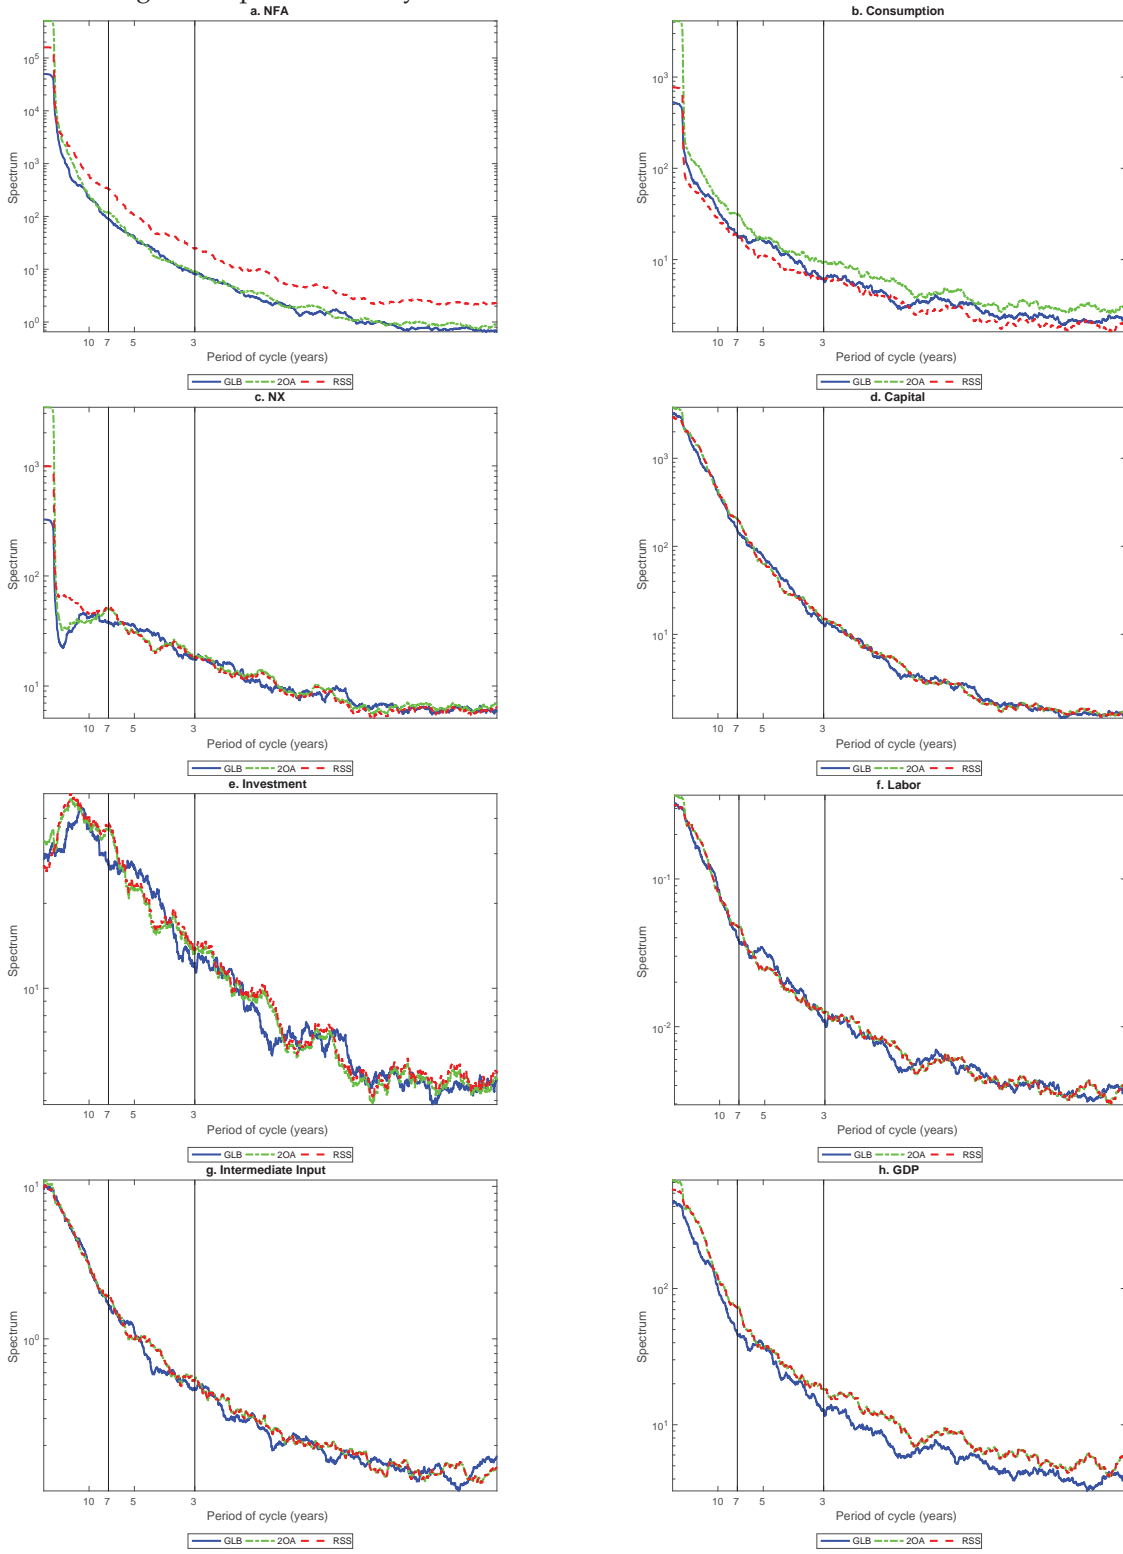 a. NFA
Spectrum
10^5
10^4
10^3
10^2
10^1
10^0
10 7 5 3
Period of cycle (years)
GLB 2OA RSS
b. Consumption
Spectrum
10^3
10^2
10^1
10 7 5 3
Period of cycle (years)
GLB 2OA RSS
c. NX
Spectrum
10^3
10^2
10^1
10 7 5 3
Period of cycle (years)
GLB 2OA RSS
d. Capital
Spectrum
10^3
10^2
10^1
10 7 5 3
Period of cycle (years)
GLB 2OA RSS
e. Investment
Spectrum
10^1
10 7 5 3
Period of cycle (years)
GLB 2OA RSS
f. Labor
Spectrum
10^-1
10^-2
10 7 5 3
Period of cycle (years)
GLB 2OA RSS
g. Intermediate Input
Spectrum
10^1
10^0
10 7 5 3
Period of cycle (years)
GLB 2OA RSS
h. GDP
Spectrum
10^2
10^1
10 7 5 3
Period of cycle (years)
GLB 2OA RSS